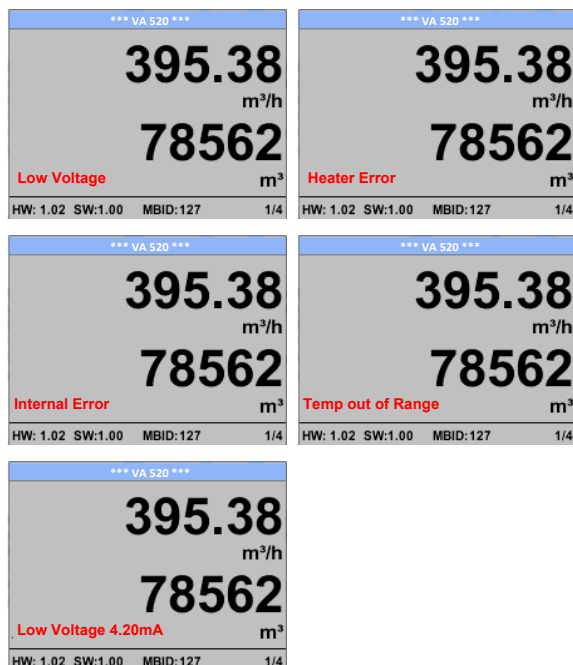 *** VA 520 ***
395.38
m³/h
78562
Low Voltage
m³
HW: 1.02 SW:1.00 MBID:127 1/4
*** VA 520 ***
395.38
m³/h
78562
Heater Error
m³
HW: 1.02 SW:1.00 MBID:127 1/4
*** VA 520 ***
395.38
m³/h
78562
Internal Error
m³
HW: 1.02 SW:1.00 MBID:127 1/4
*** VA 520 ***
395.38
m³/h
78562
Temp out of Range
m³
HW: 1.02 SW:1.00 MBID:127 1/4
*** VA 520 ***
395.38
m³/h
78562
Low Voltage 4.20mA
m³
HW: 1.02 SW:1.00 MBID:127 1/4